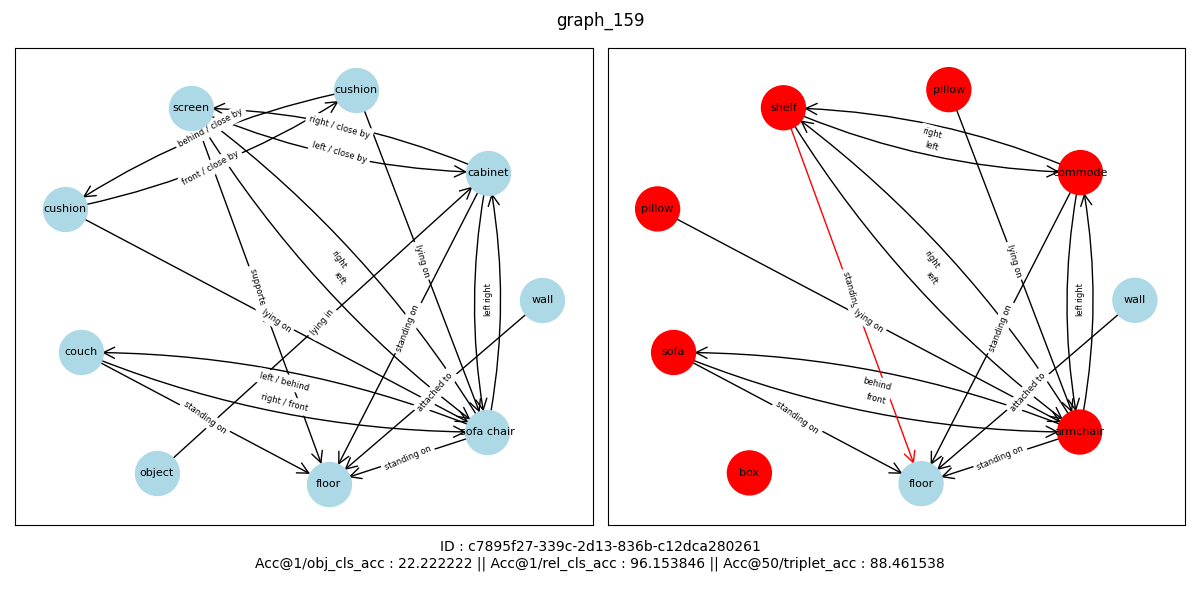 graph_159
cushion
screen
behind / close by
right / close by
left / close by
front / close by
cabinet
cushion
lying on
right
left
supporte
wall
left
right
lying on
lying in
standing on
couch
left / behind
attached to
right / front
standing on
sofa chair
standing on
object
floor
pillow
shelf
right
left
commode
pillow
lying on
right
left
standing
wall
left
right
lying on
standing on
sofa
behind
attached to
front
standing on
armchair
standing on
box
floor
ID : c7895f27-339c-2d13-836b-c12dca280261
Acc@1/obj_cls_acc : 22.222222 || Acc@1/rel_cls_acc : 96.153846 || Acc@50/triplet_acc : 88.461538